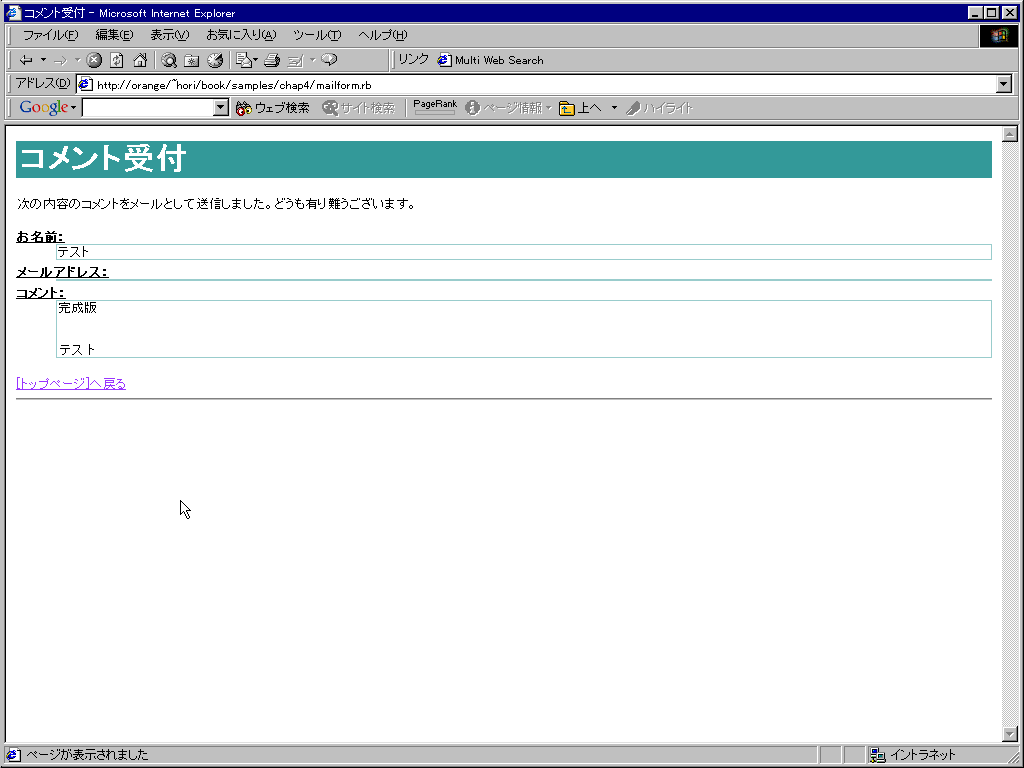 コメント受付 - Microsoft Internet Explorer
ファイル(F) 編集(E) 表示(V) お気に入り(A) ツール(T) ヘルプ(H)
リンク Multi Web Search
アドレス(D) http://orange/~hori/book/samples/chap4/mailform.rb
Google ウェブ検索 サイト検索 PageRank ページ情報 上へ ハイライト
コメント受付
次の内容のコメントをメールとして送信しました。どうも有り難うございます。
お名前:
テスト
メールアドレス:
コメント:
完成版
テスト
[トップページ]へ戻る
ページが表示されました イントラネット